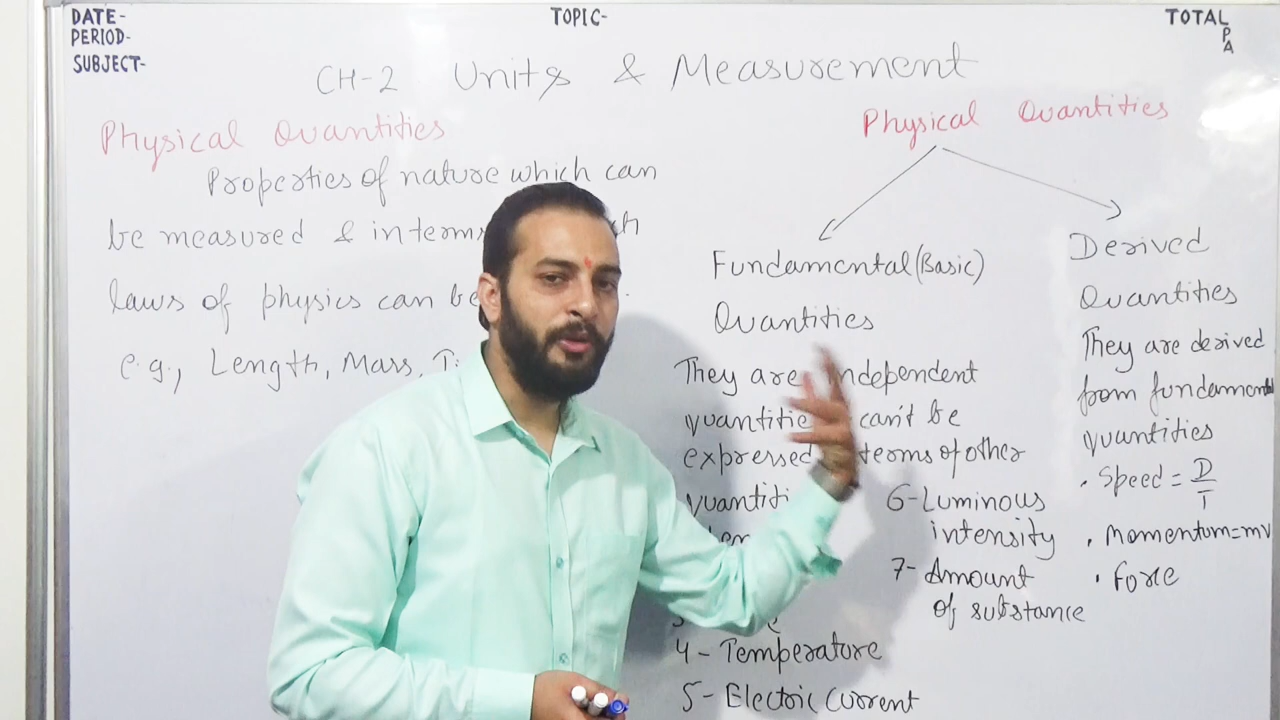 DATE-
PERIOD-
SUBJECT-
TOPIC-
TOTAL
P
A
CH-2 Units & Measurement
Physical Quantities
Properties of nature which can
be measured & in terms
laws of physics can be
e.g., Length, Mass,
Physical Quantities
Fundamental (Basic)
Quantities
They are independent
quantities can't be
expressed terms of other
4- Temperature
5- Electric Current
6- Luminous
intensity
7- Amount
of substance
Derived
Quantities
They are derived
from fundamental
quantities
. Speed = D
T
. Momentum=mv
. Force